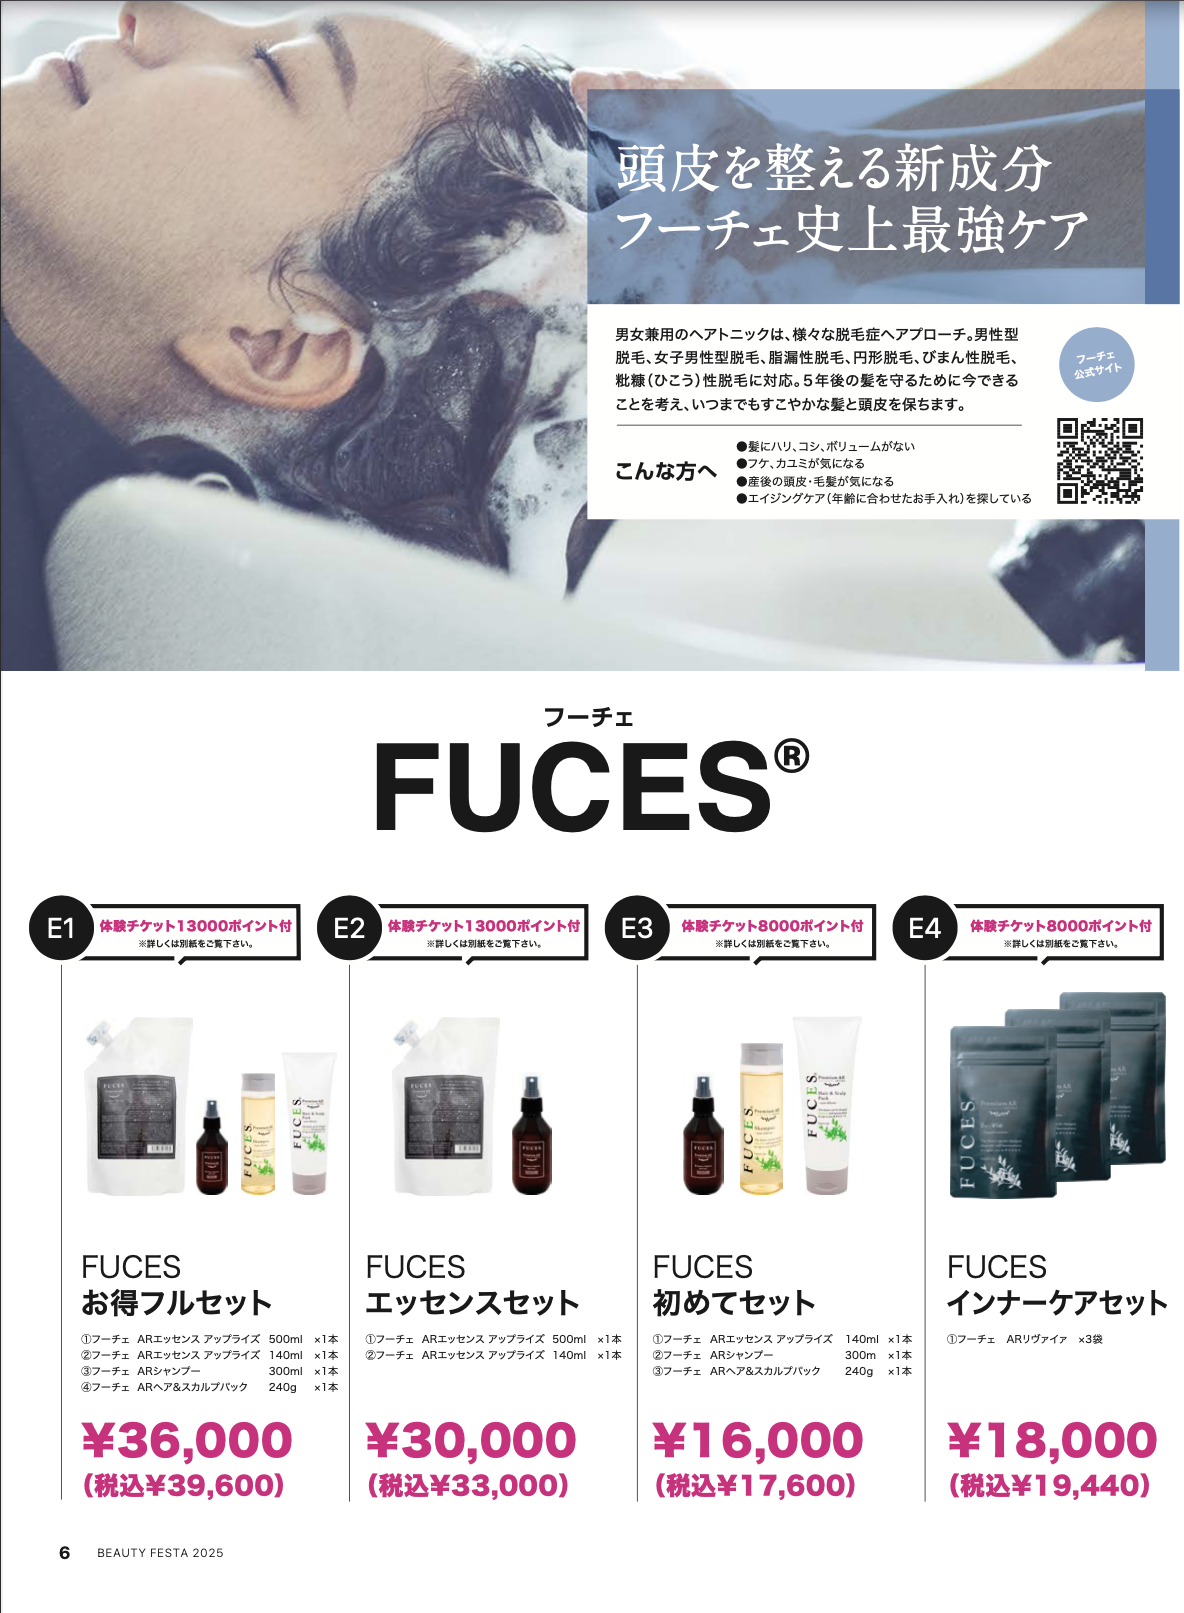 頭皮を整える新成分
フーチェ史上最強ケア
男女兼用のヘアトニックは、様々な脱毛症へアプローチ。男性型
脱毛、女子男性型脱毛、脂漏性脱毛、円形脱毛、びまん性脱毛、
粃糠（ひこう）性脱毛に対応。5年後の髪を守るために今できる
ことを考え、いつまでもすこやかな髪と頭皮を保ちます。
フーチェ
公式サイト
こんな方へ
●髪にハリ、コシ、ボリュームがない
●フケ、カユミが気になる
●産後の頭皮・毛髪が気になる
●エイジングケア（年齢に合わせたお手入れ）を探している
フーチェ
FUCES®
E1
体験チケット13000ポイント付
※詳しくは別紙をご覧下さい。
FUCES
FUCES
FUCES
FUCES
お得フルセット
①フーチェ ARエッセンス アップライズ 500ml ×1本
②フーチェ ARエッセンス アップライズ 140ml ×1本
③フーチェ ARシャンプー 300ml ×1本
④フーチェ ARヘア&スカルプパック 240g ×1本
¥36,000
（税込¥39,600）
E2
体験チケット13000ポイント付
※詳しくは別紙をご覧下さい。
FUCES
FUCES
FUCES
エッセンスセット
①フーチェ ARエッセンス アップライズ 500ml ×1本
②フーチェ ARエッセンス アップライズ 140ml ×1本
¥30,000
（税込¥33,000）
E3
体験チケット8000ポイント付
※詳しくは別紙をご覧下さい。
FUCES
FUCES
Premium AR
Shampoo
FUCES
Premium AR
Hair & Scalp
Pack
FUCES
初めてセット
①フーチェ ARエッセンス アップライズ 140ml ×1本
②フーチェ ARシャンプー 300m ×1本
③フーチェ ARヘア&スカルプパック 240g ×1本
¥16,000
（税込¥17,600）
E4
体験チケット8000ポイント付
※詳しくは別紙をご覧下さい。
FUCES
Premium AR
FUCES
インナーケアセット
①フーチェ ARリヴァイァ ×3袋
¥18,000
（税込¥19,440）
6 BEAUTY FESTA 2025